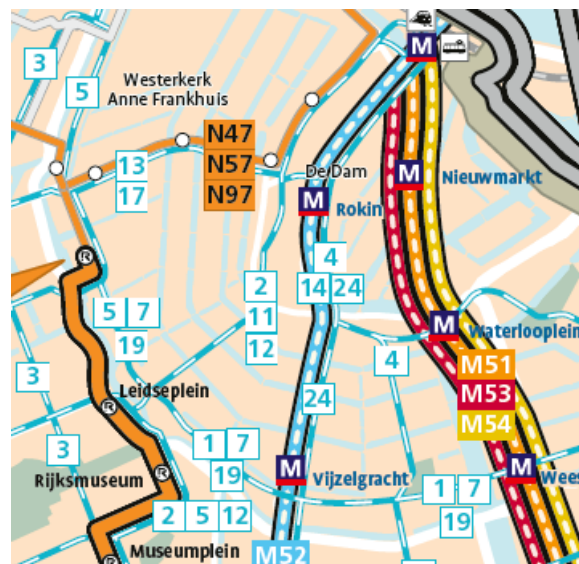 M
3
5
Westerkerk
Anne Frankhuis
N47
N57
N97
13
17
De Dam
M
Nieuwmarkt
M
Rokin
R
4
2
14
24
11
12
5
7
19
M
Waterlooplein
4
M51
M53
M54
3
Leidseplein
R
24
3
1
7
19
M
Vijzelgracht
M
Wees
1
7
19
Rijksmuseum
R
2
5
12
Museumplein
R
M52